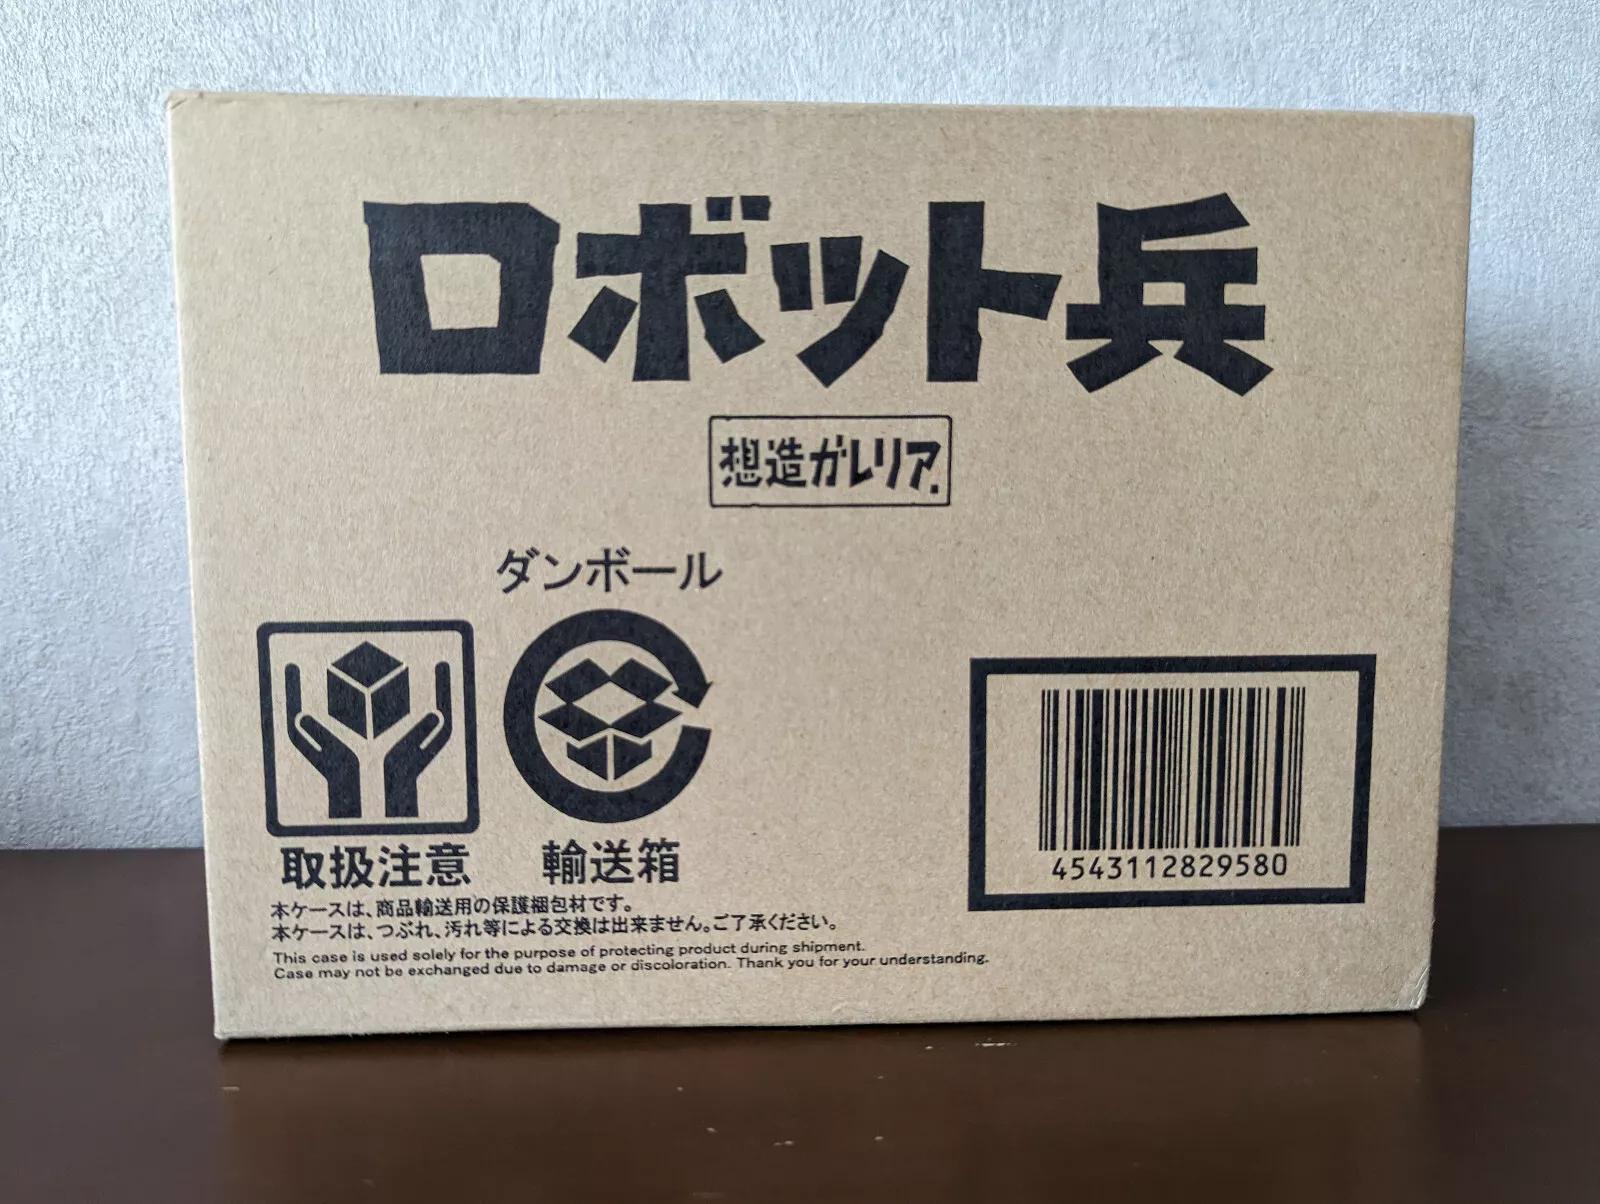 ロボット兵
想造ガレリア.
ダンボール
取扱注意
輸送箱
4543112829580
本ケースは、商品輸送用の保護梱包材です。
本ケースは、つぶれ、汚れ等による交換は出来ません。ご了承ください。
This case is used solely for the purpose of protecting product during shipment.
Case may not be exchanged due to damage or discoloration. Thank you for your understanding.